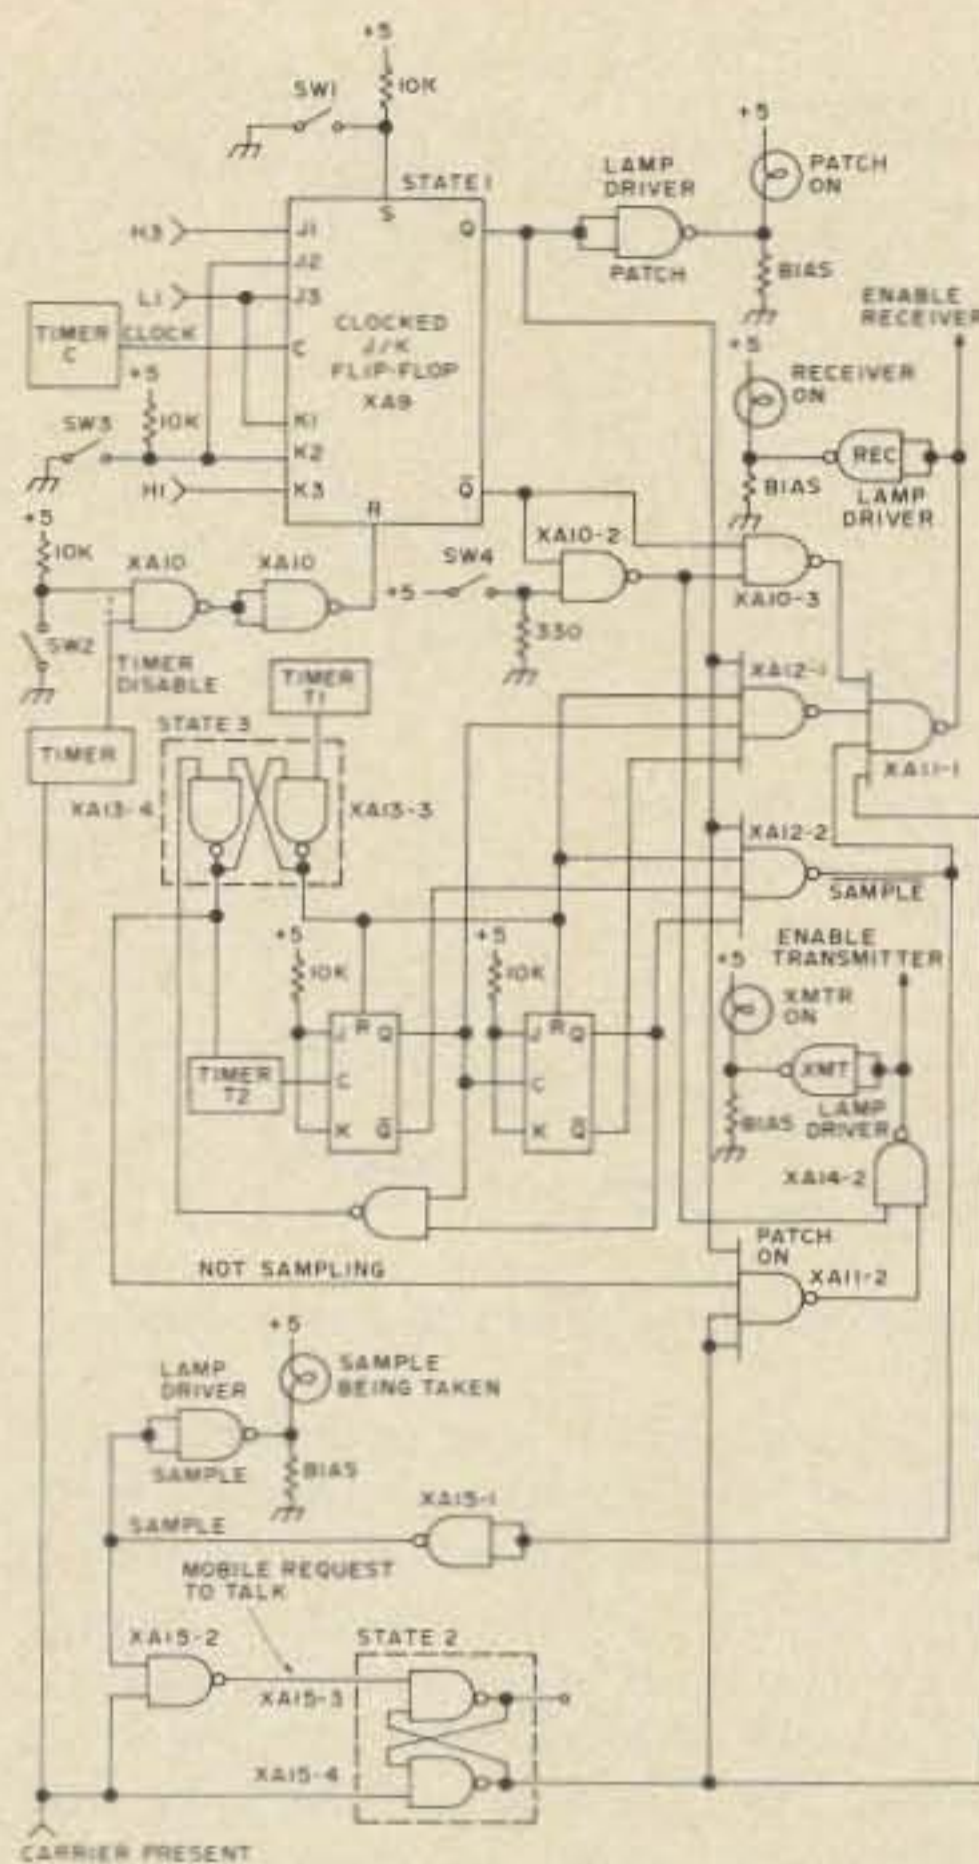 +5
10K
SW1
STATE 1
S
H3
J1
J2
L1
J3
TIMER
C
CLOCK
C
+5
10K
SW3
K1
K2
H1
K3
R
Q
Q̅
CLOCKED
J/K
FLIP-FLOP
XA9
LAMP
DRIVER
PATCH
+5
PATCH
ON
BIAS
ENABLE
RECEIVER
+5
RECEIVER
ON
REC
BIAS
LAMP
DRIVER
+5
10K
XA10
XA10
SW2
TIMER
DISABLE
TIMER
SW4
+5
XA10-2
330
XA10-3
XA12-1
XA11-1
TIMER
T1
STATE 3
XA13-4
XA13-3
XA12-2
SAMPLE
+5
10K
J
R
Q
C
K
Q̅
TIMER
T2
+5
10K
J
R
Q
C
K
Q̅
ENABLE
TRANSMITTER
+5
XMTR
ON
XMT
BIAS
LAMP
DRIVER
XA14-2
PATCH
ON
XA11-2
NOT SAMPLING
+5
LAMP
DRIVER
SAMPLE
BEING TAKEN
SAMPLE
BIAS
XA15-1
SAMPLE
MOBILE REQUEST
TO TALK
XA15-2
STATE 2
XA15-3
XA15-4
CARRIER PRESENT